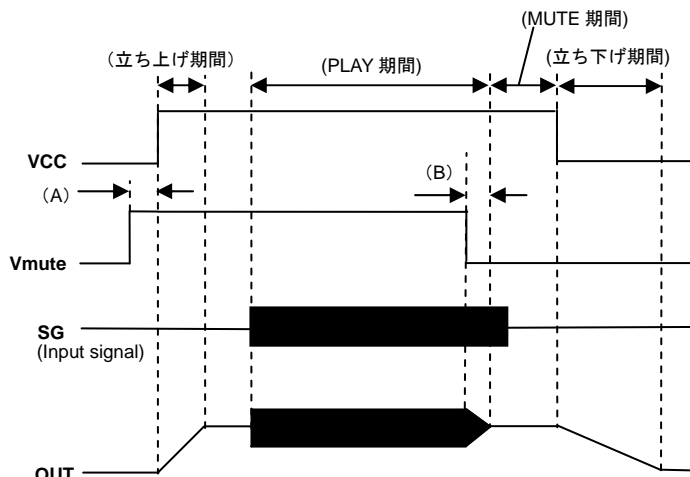 (MUTE 期間)
（立ち上げ期間）
(PLAY 期間)
(立ち下げ期間)
VCC
（A）
（B）
Vmute
SG
(Input signal)
OUT